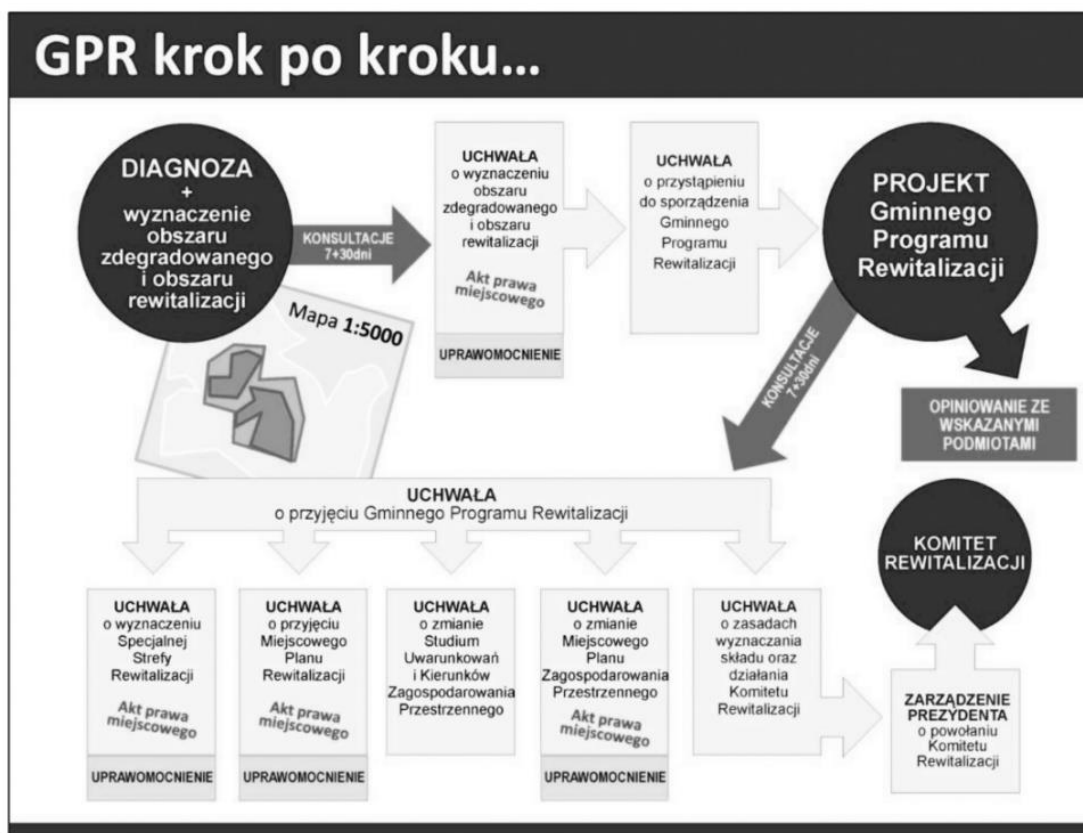 GPR krok po kroku...
DIAGNOZA
+
wyznaczenie
obszaru
zdegradowanego
i obszaru
rewitalizacji
KONSULTACJE
7+30dni
UCHWAŁA
o wyznaczeniu
obszaru
zdegradowanego
i obszaru
rewitalizacji
Akt prawa
miejscowego
UPRAWOMOCNIENIE
UCHWAŁA
o przystąpieniu
do sporządzenia
Gminnego
Programu
Rewitalizacji
PROJEKT
Gminnego
Programu
Rewitalizacji
Mapa 1:5000
KONSULTACJE
7+30dni
OPINIOWANIE ZE
WSKAZANYMI
PODMIOTAMI
UCHWAŁA
o przyjęciu Gminnego Programu Rewitalizacji
UCHWAŁA
o wyznaczeniu
Specjalnej
Strefy
Rewitalizacji
Akt prawa
miejscowego
UPRAWOMOCNIENIE
UCHWAŁA
o przyjęciu
Miejscowego
Planu
Rewitalizacji
Akt prawa
miejscowego
UPRAWOMOCNIENIE
UCHWAŁA
o zmianie
Studium
Uwarunkowań
i Kierunków
Zagospodarowania
Przestrzennego
UCHWAŁA
o zmianie
Miejscowego
Planu
Zagospodarowania
Przestrzennego
Akt prawa
miejscowego
UPRAWOMOCNIENIE
UCHWAŁA
o zasadach
wyznaczania
składu oraz
działania
Komitetu
Rewitalizacji
KOMITET
REWITALIZACJI
ZARZĄDZENIE
PREZYDENTA
o powołaniu
Komitetu
Rewitalizacji